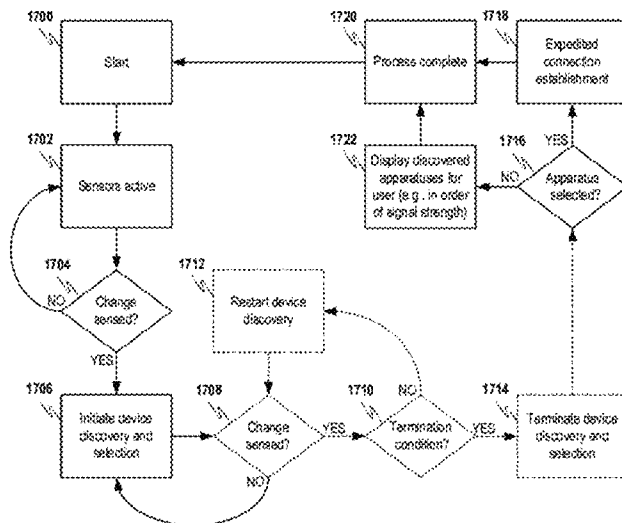 1700
Start
1720
Process complete
1718
Expedited
connection
establishment
1702
Sensors active
1722
Display discovered
apparatuses for
user (e.g., in order
of signal strength)
1716
YES
NO
Apparatus
selected?
1704
NO
Change
sensed?
YES
1712
Restart device
discovery
1706
Initiate device
discovery and
selection
1708
Change
sensed?
YES
NO
1710
NO
Termination
condition?
YES
1714
Terminate device
discovery and
selection